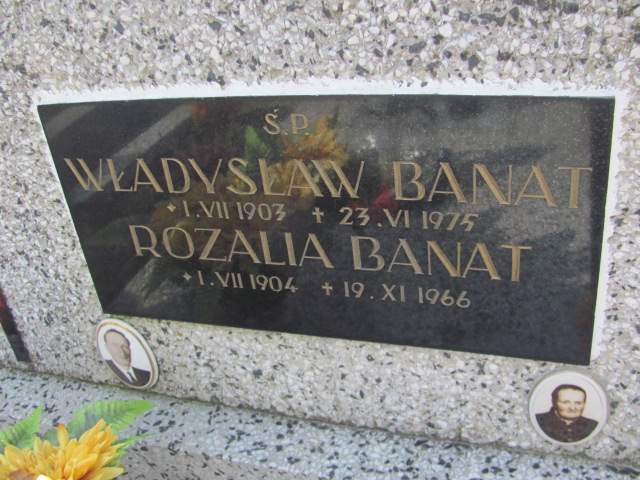 Ś.P.
WŁADYSŁAW BANAT
* 1.VII 1903 ✝ 23.VI 1975
ROZALIA BANAT
* 1.VII 1904 ✝ 19.XI 1966